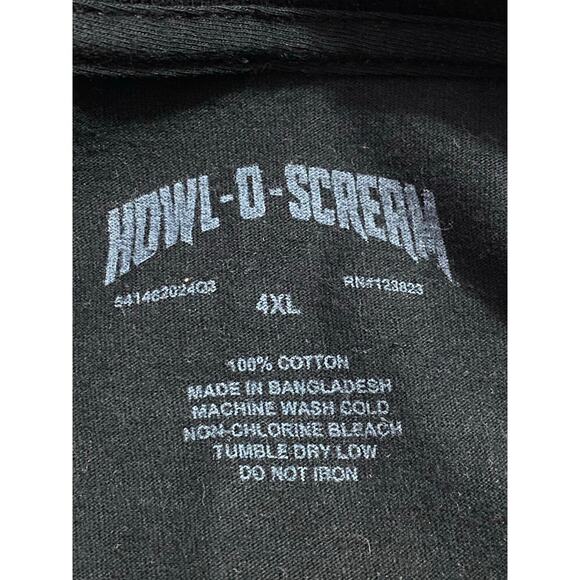 HOWL-O-SCREAM
541462024Q3
RN#123823
4XL
100% COTTON
MADE IN BANGLADESH
MACHINE WASH COLD
NON-CHLORINE BLEACH
TUMBLE DRY LOW
DO NOT IRON